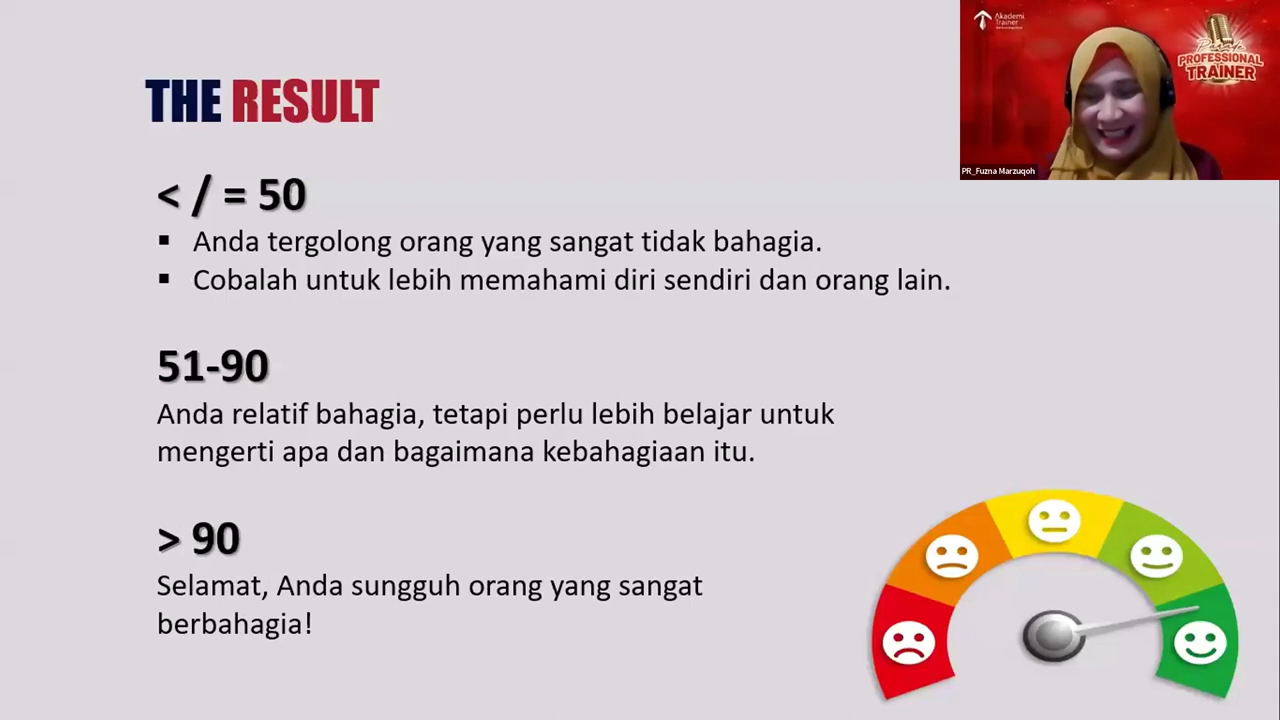 THE RESULT
< / = 50
▪ Anda tergolong orang yang sangat tidak bahagia.
▪ Cobalah untuk lebih memahami diri sendiri dan orang lain.
51-90
Anda relatif bahagia, tetapi perlu lebih belajar untuk
mengerti apa dan bagaimana kebahagiaan itu.
> 90
Selamat, Anda sungguh orang yang sangat
berbahagia!
Akademi
Trainer
PROFESSIONAL
TRAINER
PR_Fuzna Marzuqoh